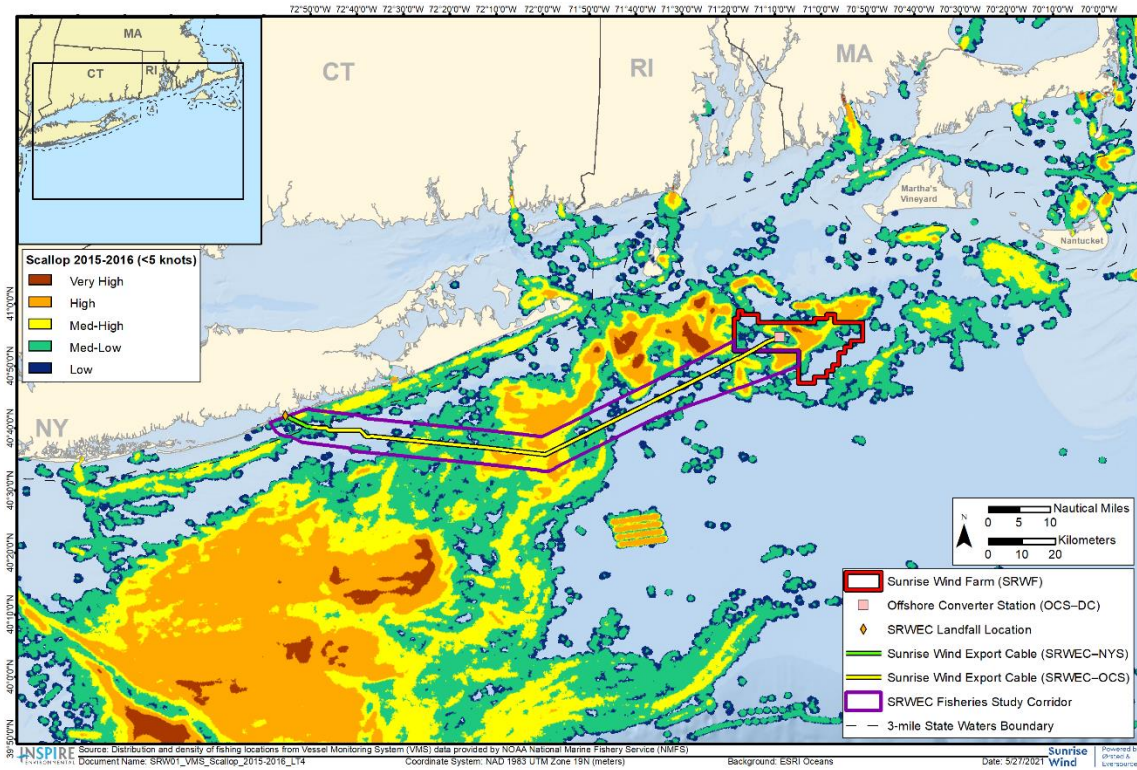 72°50'0"W 72°40'0"W 72°30'0"W 72°20'0"W 72°10'0"W 72°0'0"W 71°50'0"W 71°40'0"W 71°30'0"W 71°20'0"W 71°10'0"W 71°0'0"W 70°50'0"W 70°40'0"W 70°30'0"W 70°20'0"W 70°10'0"W 70°0'0"W
MA
CT
RI
CT
RI
MA
Martha's
Vineyard
Nantucket
NY
Scallop 2015-2016 (<5 knots)
Very High
High
Med-High
Med-Low
Low
41°0'0"N
40°50'0"N
40°40'0"N
40°30'0"N
40°20'0"N
40°10'0"N
40°0'0"N
39°50'0"N
Nautical Miles
0 5 10
N
Kilometers
0 10 20
Sunrise Wind Farm (SRWF)
Offshore Converter Station (OCS–DC)
SRWEC Landfall Location
Sunrise Wind Export Cable (SRWEC–NYS)
Sunrise Wind Export Cable (SRWEC–OCS)
SRWEC Fisheries Study Corridor
3-mile State Waters Boundary
INSPIRE
ENVIRONMENTAL
Source: Distribution and density of fishing locations from Vessel Monitoring System (VMS) data provided by NOAA National Marine Fishery Service (NMFS)
Document Name: SRW01_VMS_Scallop_2015-2016_LT4 Coordinate System: NAD 1983 UTM Zone 19N (meters) Background: ESRI Oceans Date: 5/27/2021
Sunrise
Wind
Powered by
Ørsted &
Eversource